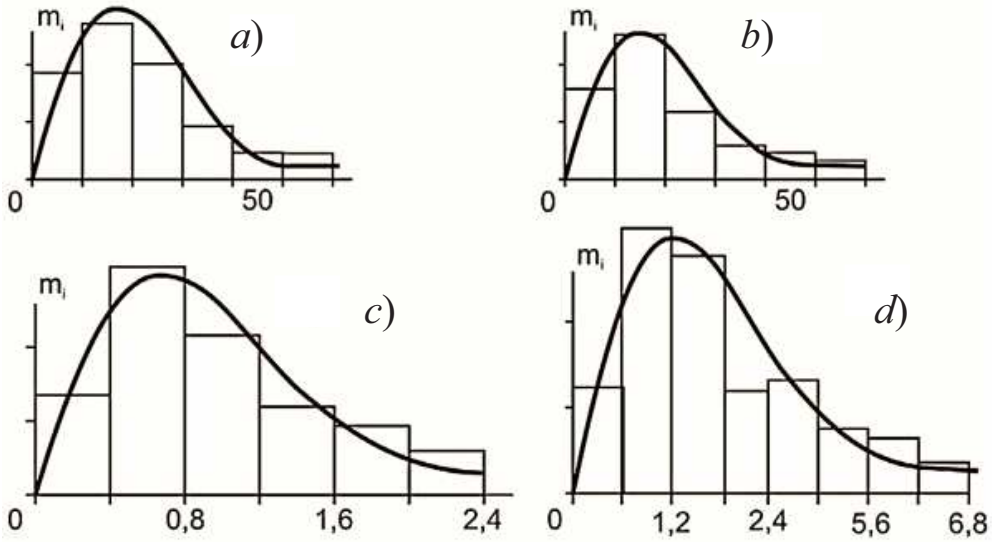 mᵢ a) mᵢ b)
0 50 0 50
mᵢ c) mᵢ d)
0 0,8 1,6 2,4 0 1,2 2,4 5,6 6,8